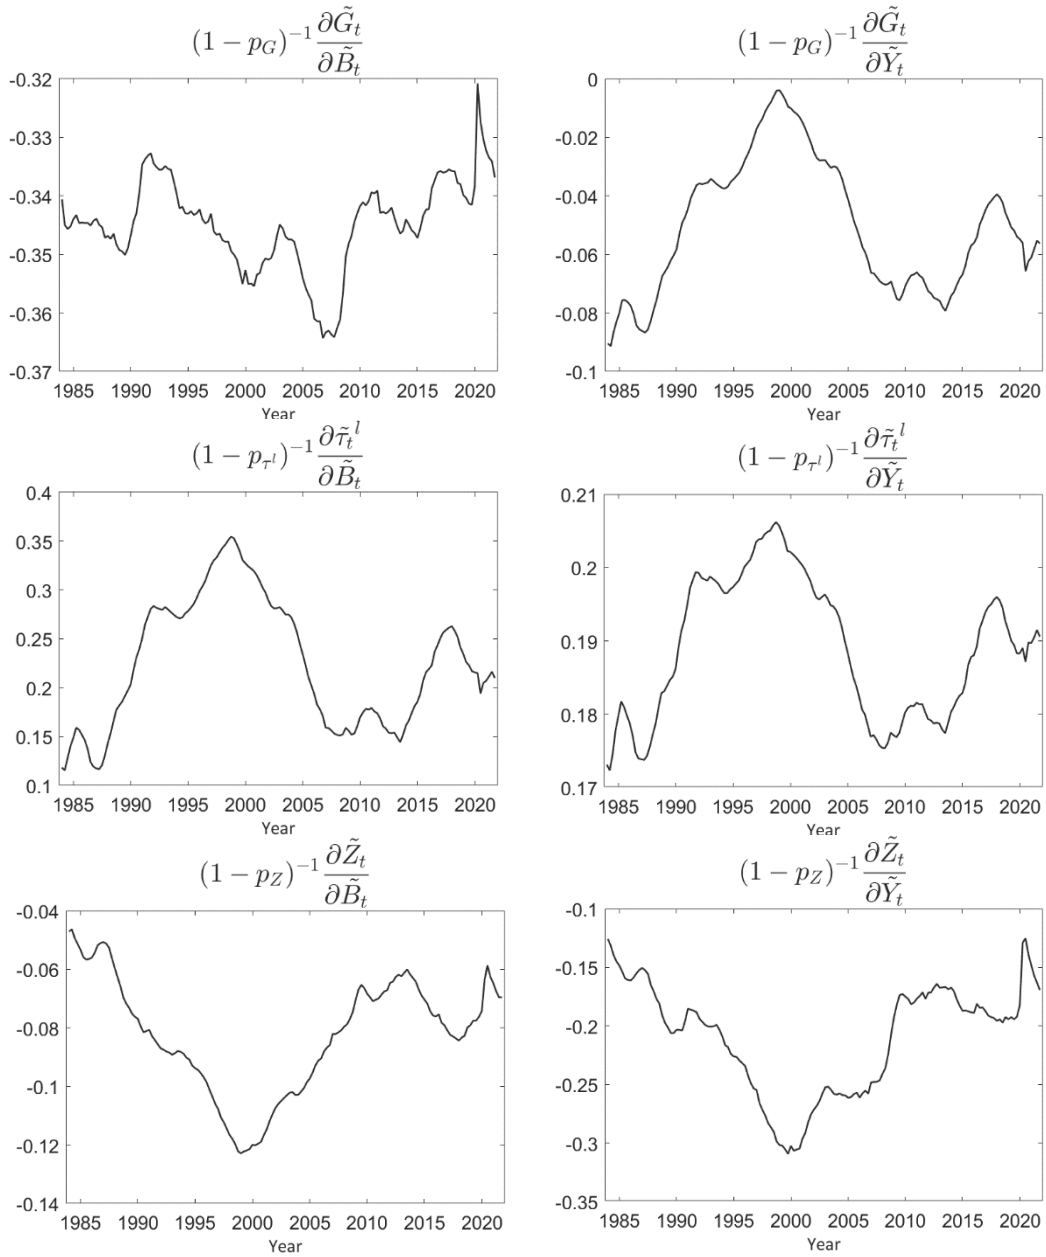 (1 − p_G)^{−1} ∂G̃_t/∂B̃_t
-0.32
-0.33
-0.34
-0.35
-0.36
-0.37
1985 1990 1995 2000 2005 2010 2015 2020
Year
(1 − p_G)^{−1} ∂G̃_t/∂Ỹ_t
0
-0.02
-0.04
-0.06
-0.08
-0.1
1985 1990 1995 2000 2005 2010 2015 2020
Year
(1 − p_{τ^l})^{−1} ∂τ̃_t^l/∂B̃_t
0.4
0.35
0.3
0.25
0.2
0.15
0.1
1985 1990 1995 2000 2005 2010 2015 2020
Year
(1 − p_{τ^l})^{−1} ∂τ̃_t^l/∂Ỹ_t
0.21
0.2
0.19
0.18
0.17
1985 1990 1995 2000 2005 2010 2015 2020
Year
(1 − p_Z)^{−1} ∂Z̃_t/∂B̃_t
-0.04
-0.06
-0.08
-0.1
-0.12
-0.14
1985 1990 1995 2000 2005 2010 2015 2020
Year
(1 − p_Z)^{−1} ∂Z̃_t/∂Ỹ_t
-0.1
-0.15
-0.2
-0.25
-0.3
-0.35
1985 1990 1995 2000 2005 2010 2015 2020
Year